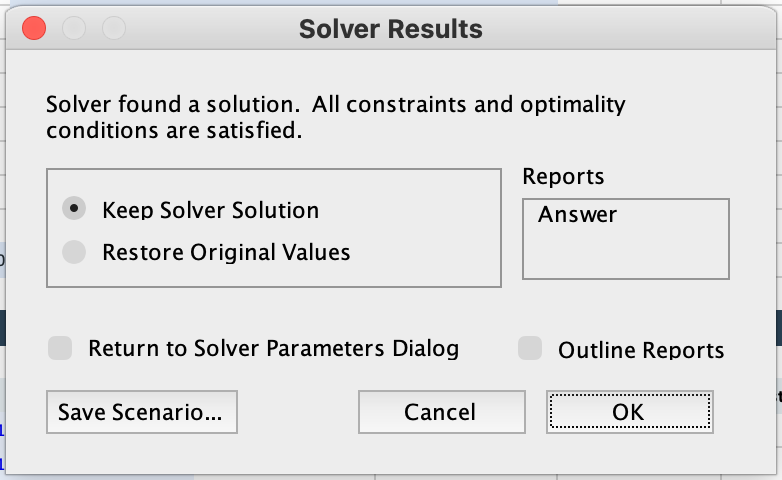 Solver Results
Solver found a solution.  All constraints and optimality
conditions are satisfied.
Keep Solver Solution
Restore Original Values
Reports
Answer
Return to Solver Parameters Dialog
Outline Reports
Save Scenario...
Cancel
OK